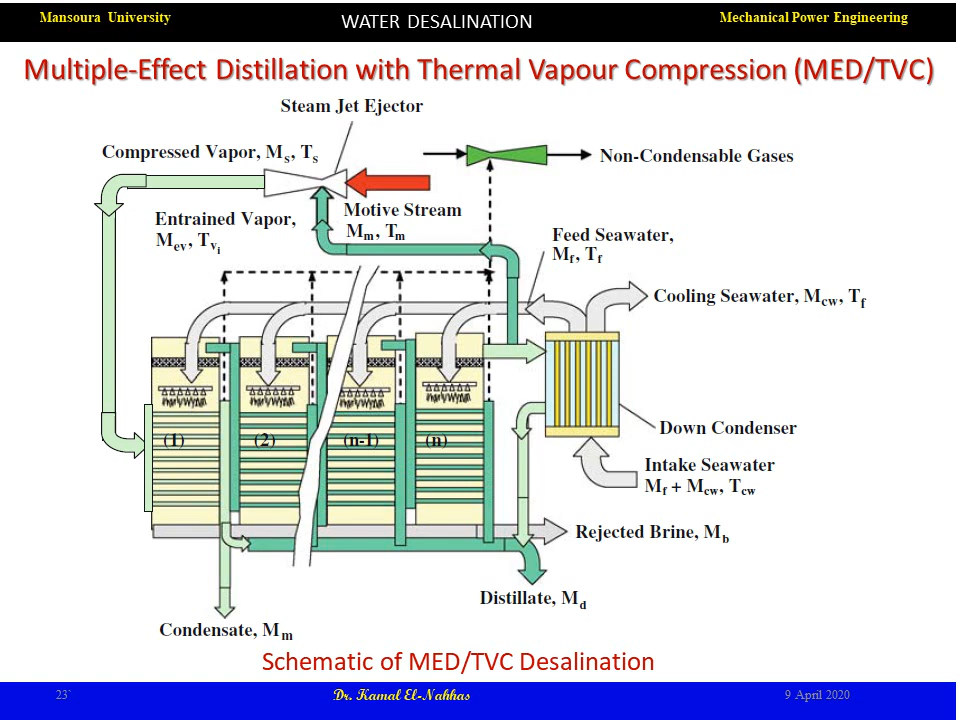 Mansoura University
WATER DESALINATION
Mechanical Power Engineering
Multiple-Effect Distillation with Thermal Vapour Compression (MED/TVC)
Steam Jet Ejector
Compressed Vapor, Ms, Ts
Non-Condensable Gases
Entrained Vapor,
Mev, Tvi
Motive Stream
Mm, Tm
Feed Seawater,
Mf, Tf
Cooling Seawater, Mcw, Tf
(1)
(2)
(n-1)
(n)
Down Condenser
Intake Seawater
Mf + Mcw, Tcw
Rejected Brine, Mb
Distillate, Md
Condensate, Mm
Schematic of MED/TVC Desalination
23`
Dr. Kamal El-Nahhas
9 April 2020